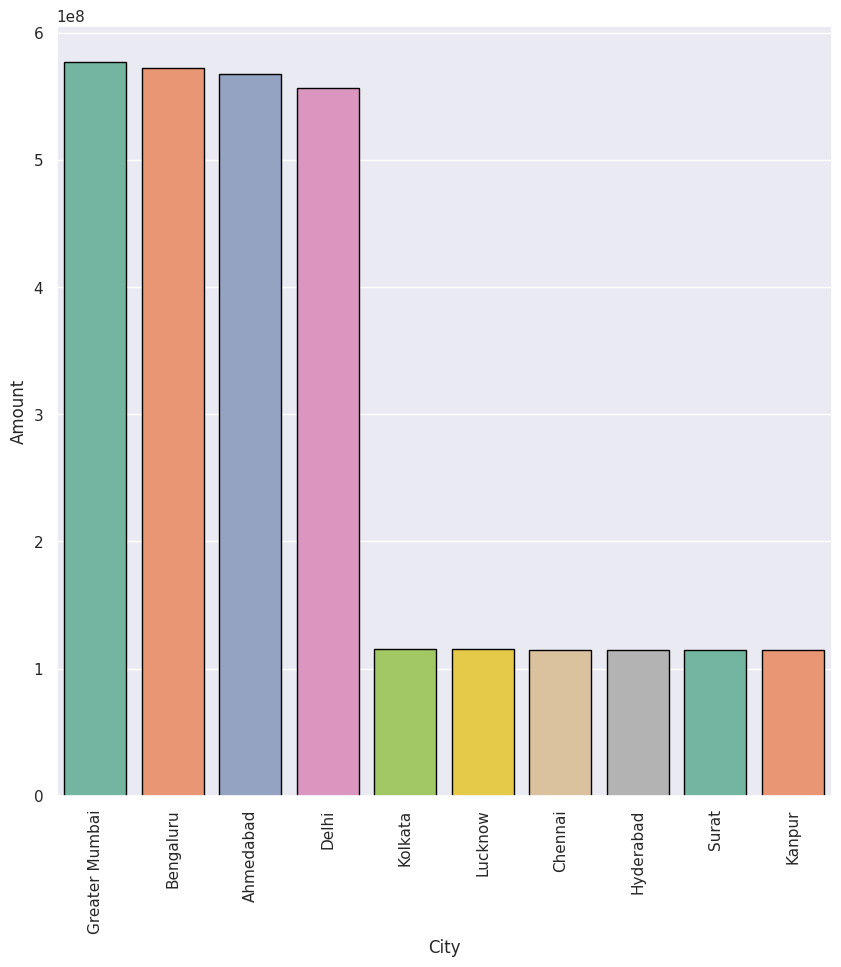 1e8
6
5
4
3
2
1
0
Amount
Greater Mumbai
Bengaluru
Ahmedabad
Delhi
Kolkata
Lucknow
Chennai
Hyderabad
Surat
Kanpur
City